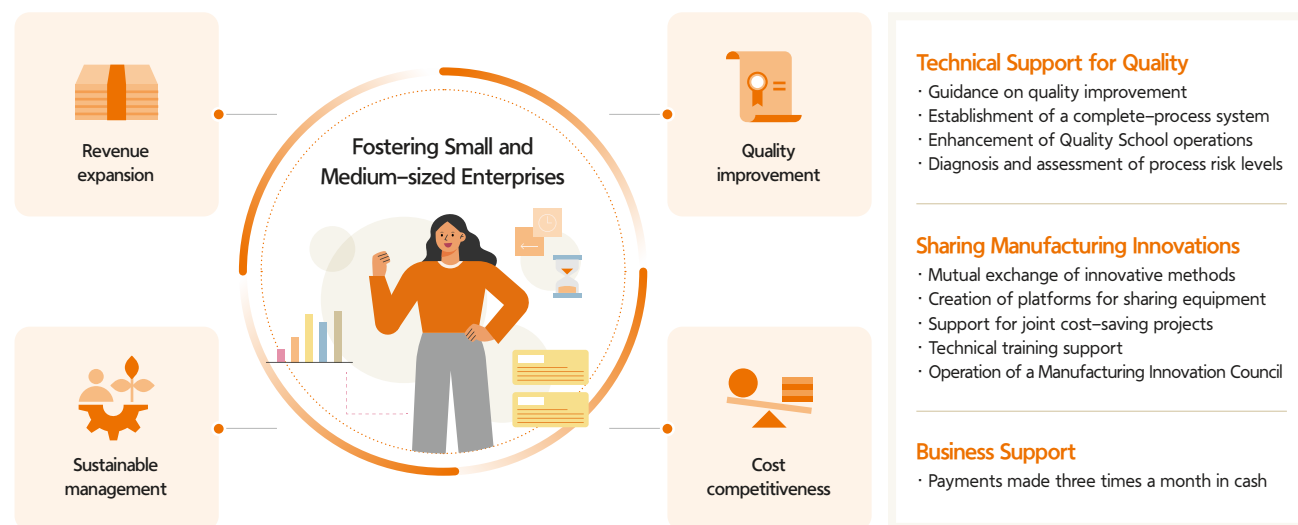 Revenue
expansion
Fostering Small and
Medium–sized Enterprises
Quality
improvement
Sustainable
management
Cost
competitiveness
Technical Support for Quality
· Guidance on quality improvement
· Establishment of a complete–process system
· Enhancement of Quality School operations
· Diagnosis and assessment of process risk levels
Sharing Manufacturing Innovations
· Mutual exchange of innovative methods
· Creation of platforms for sharing equipment
· Support for joint cost–saving projects
· Technical training support
· Operation of a Manufacturing Innovation Council
Business Support
· Payments made three times a month in cash